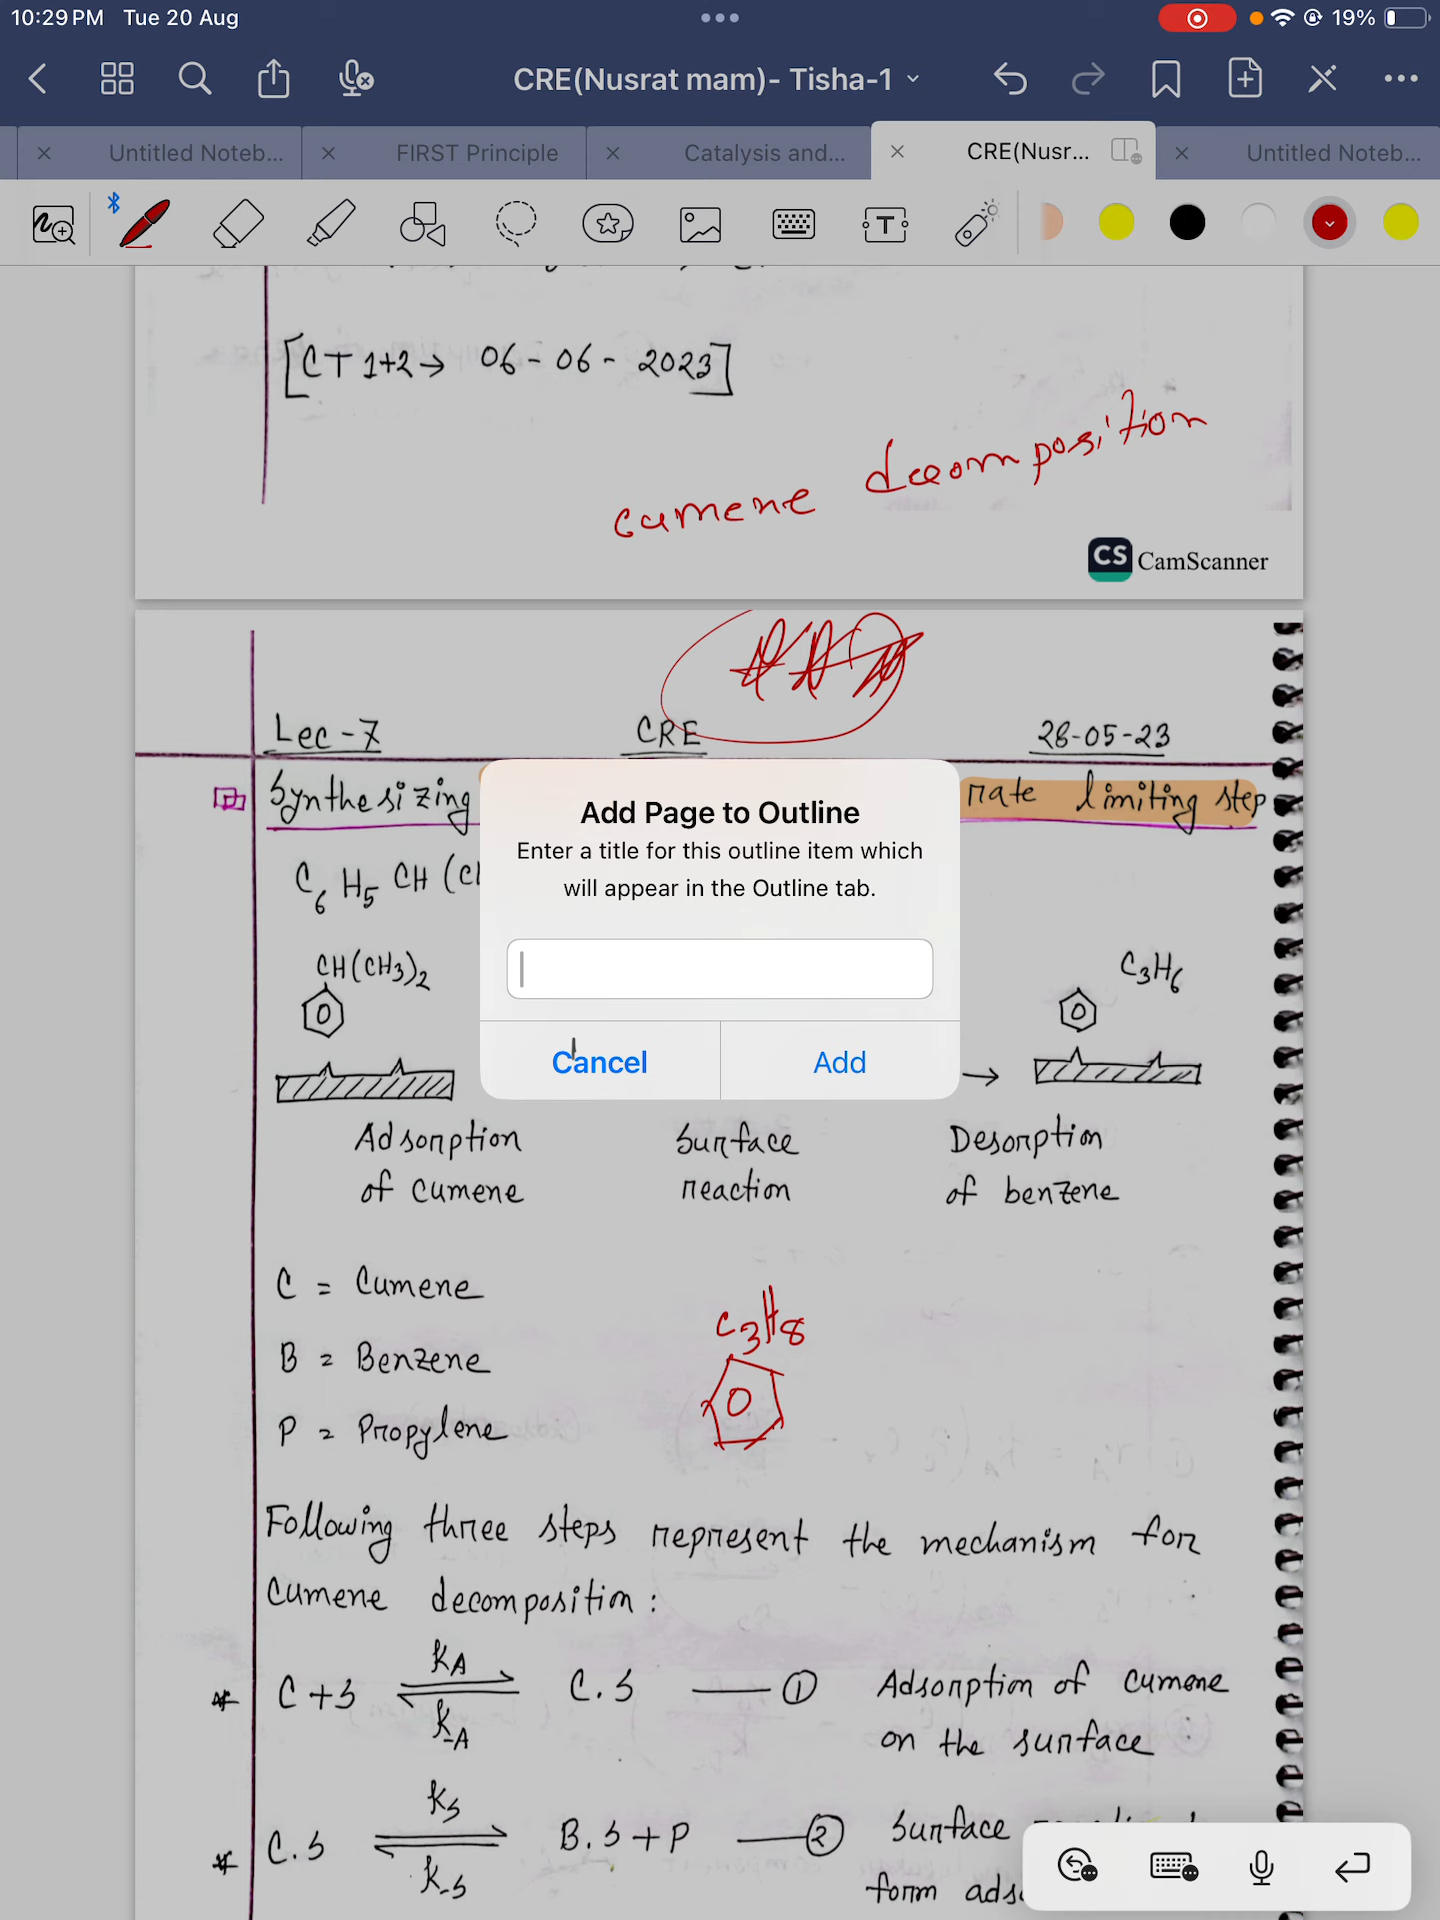 10:29 PM Tue 20 Aug
19%
CRE(Nusrat mam)- Tisha-1
Untitled Noteb...
FIRST Principle
Catalysis and...
CRE(Nusr...
Untitled Noteb...
[CT 1+2 → 06-06-2023]
cumene decomposition
CS CamScanner
Lec-7 CRE 28-05-23
Synthesizing
rate limiting step
C₆H₅CH(C
CH(CH3)₂
C₃H₆
Add Page to Outline
Enter a title for this outline item which
will appear in the Outline tab.
Cancel
Add
Adsorption
of cumene
Surface
reaction
Desorption
of benzene
C = Cumene
B = Benzene
P = Propylene
C₃H₈
Following three steps represent the mechanism for
Cumene decomposition:
* C+S ⇌ C.S — ① Adsorption of cumene
kA
k-A
on the surface
* C.S ⇌ B.S+P — ② Surface
kS
k-S
form ads